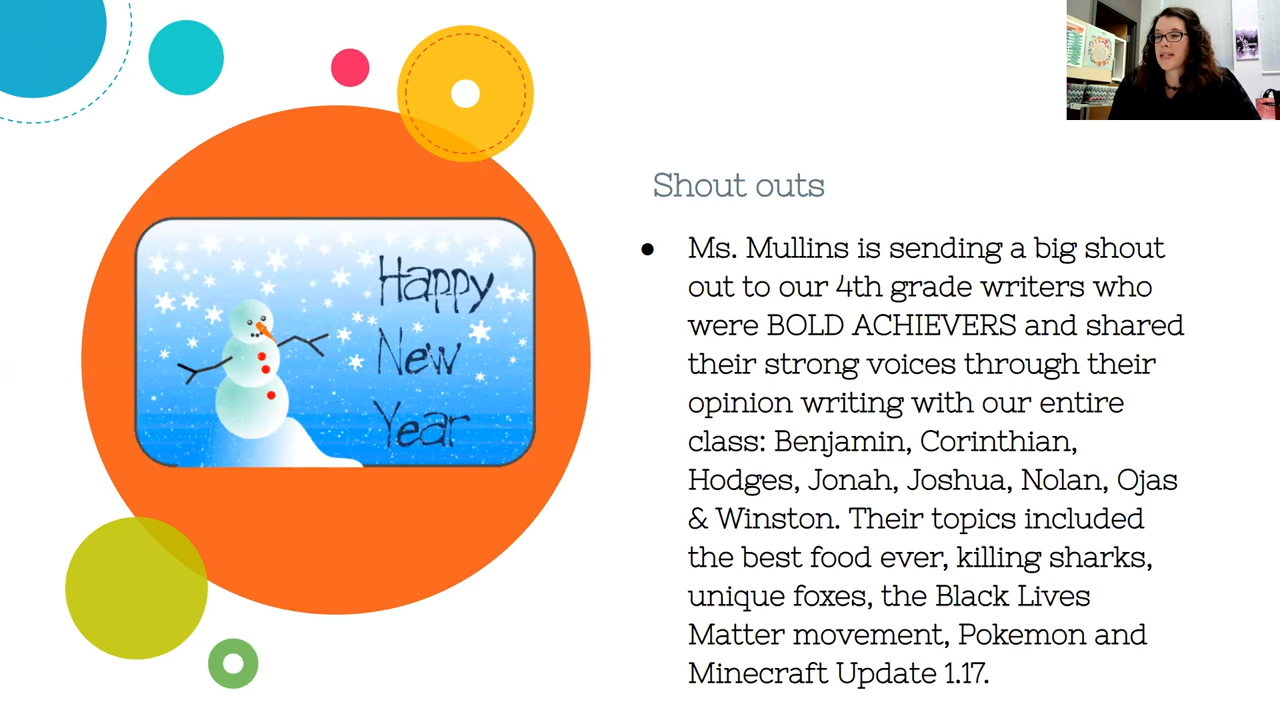 Happy
New
Year
Shout outs
● Ms. Mullins is sending a big shout
out to our 4th grade writers who
were BOLD ACHIEVERS and shared
their strong voices through their
opinion writing with our entire
class: Benjamin, Corinthian,
Hodges, Jonah, Joshua, Nolan, Ojas
& Winston. Their topics included
the best food ever, killing sharks,
unique foxes, the Black Lives
Matter movement, Pokemon and
Minecraft Update 1.17.